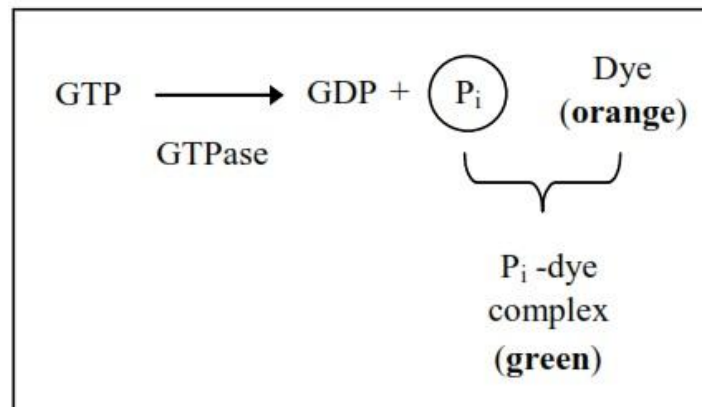 GTP GDP + Pᵢ Dye
(orange)
GTPase
Pᵢ -dye
complex
(green)